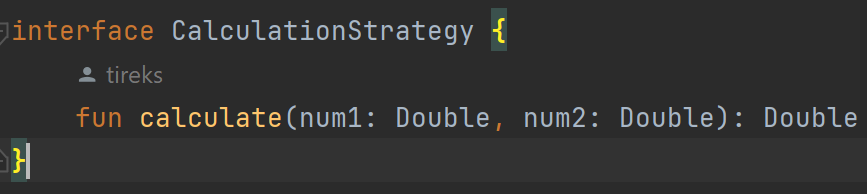 interface CalculationStrategy {
tireks
fun calculate(num1: Double, num2: Double): Double
}